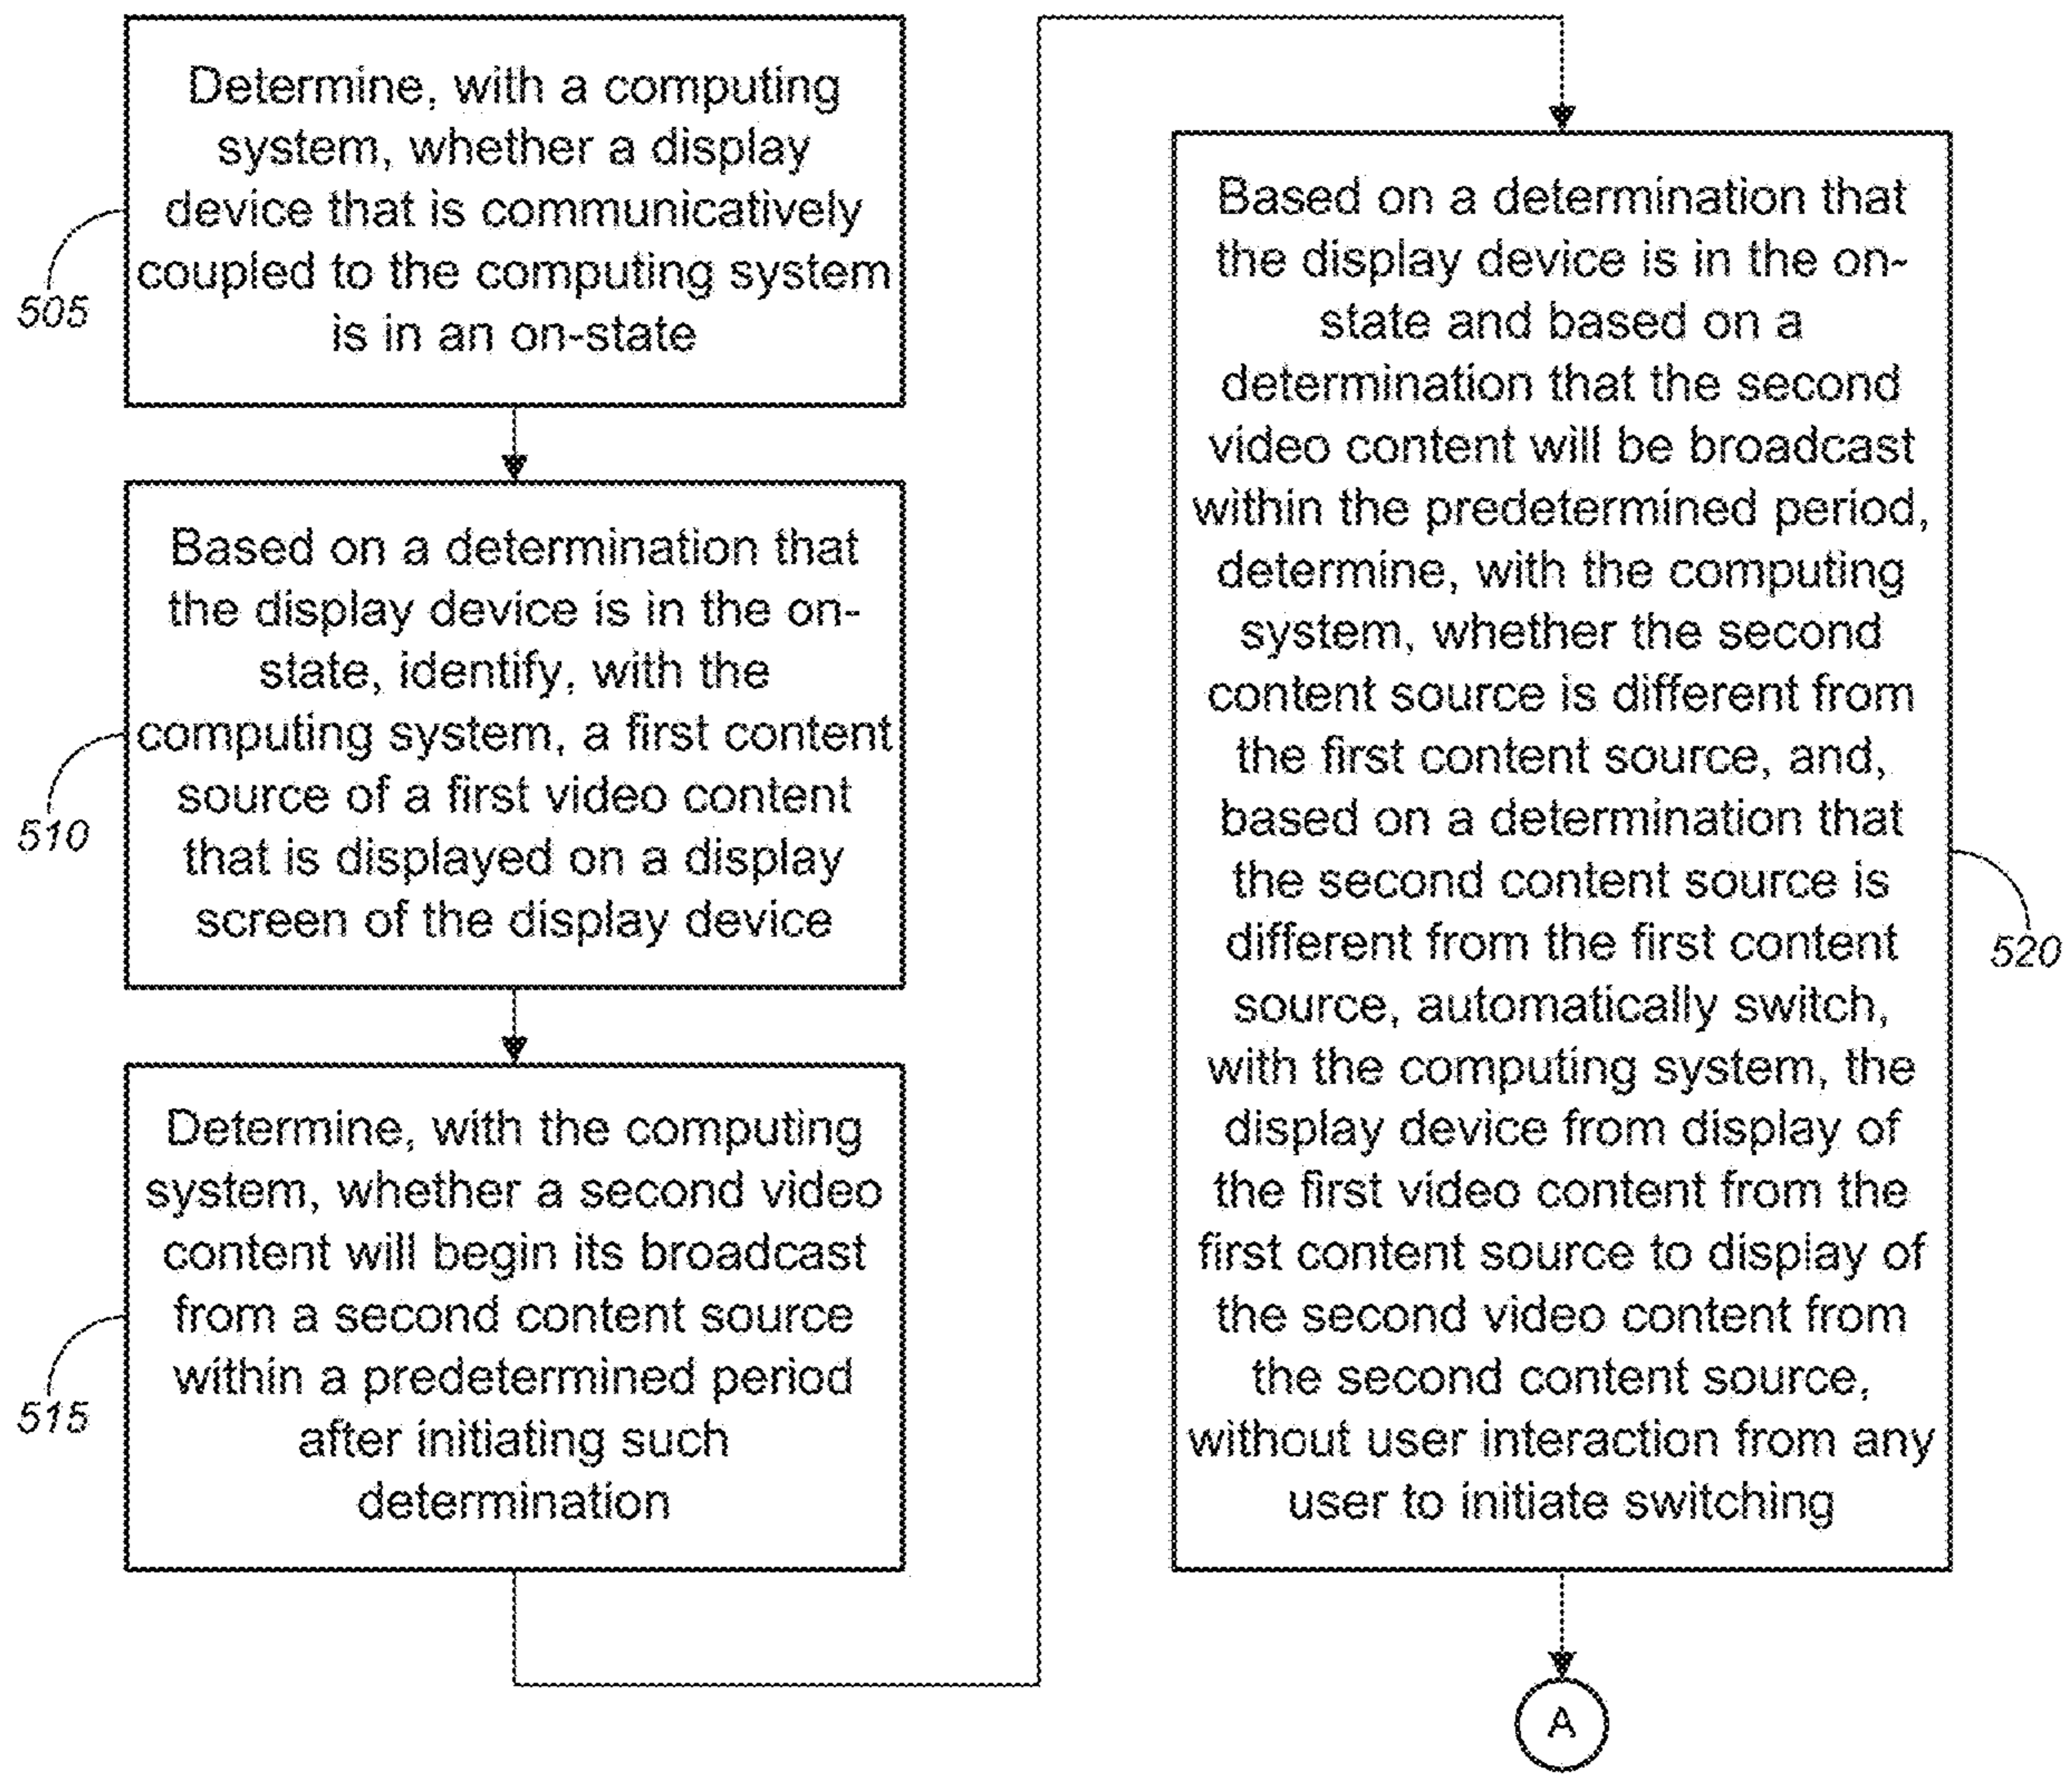 Determine, with a computing
system, whether a display
device that is communicatively
coupled to the computing system
is in an on-state
505
Based on a determination that
the display device is in the on-
state, identify, with the
computing system, a first content
source of a first video content
that is displayed on a display
screen of the display device
510
Determine, with the computing
system, whether a second video
content will begin its broadcast
from a second content source
within a predetermined period
after initiating such
determination
515
Based on a determination that
the display device is in the on-
state and based on a
determination that the second
video content will be broadcast
within the predetermined period,
determine, with the computing
system, whether the second
content source is different from
the first content source, and,
based on a determination that
the second content source is
different from the first content
source, automatically switch,
with the computing system, the
display device from display of
the first video content from the
first content source to display of
the second video content from
the second content source,
without user interaction from any
user to initiate switching
520
A